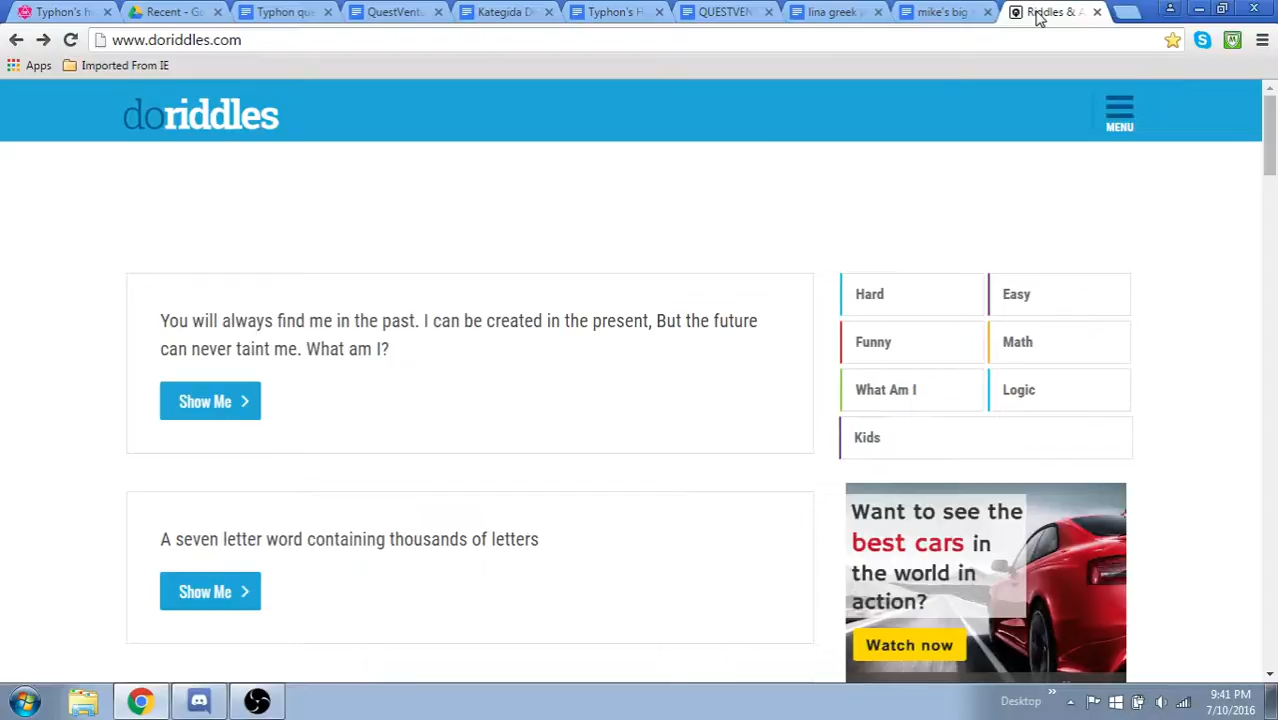 Typhon's h
Recent - G
Typhon que
QuestVentu
Kategida D
Typhon's H
QUESTVEN
lina greek
mike's big
Riddles & A
www.doriddles.com
Apps
Imported From IE
doriddles
MENU
You will always find me in the past. I can be created in the present, But the future
can never taint me. What am I?
Show Me
Hard
Easy
Funny
Math
What Am I
Logic
Kids
A seven letter word containing thousands of letters
Show Me
Want to see the
best cars in
the world in
action?
Watch now
Desktop
9:41 PM
7/10/2016